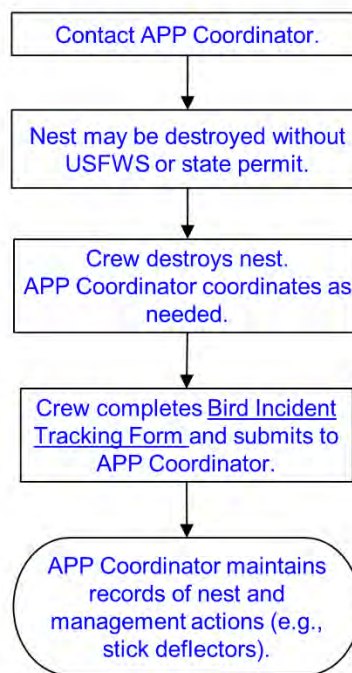 Contact APP Coordinator.
Nest may be destroyed without
USFWS or state permit.
Crew destroys nest.
APP Coordinator coordinates as
needed.
Crew completes Bird Incident
Tracking Form and submits to
APP Coordinator.
APP Coordinator maintains
records of nest and
management actions (e.g.,
stick deflectors).